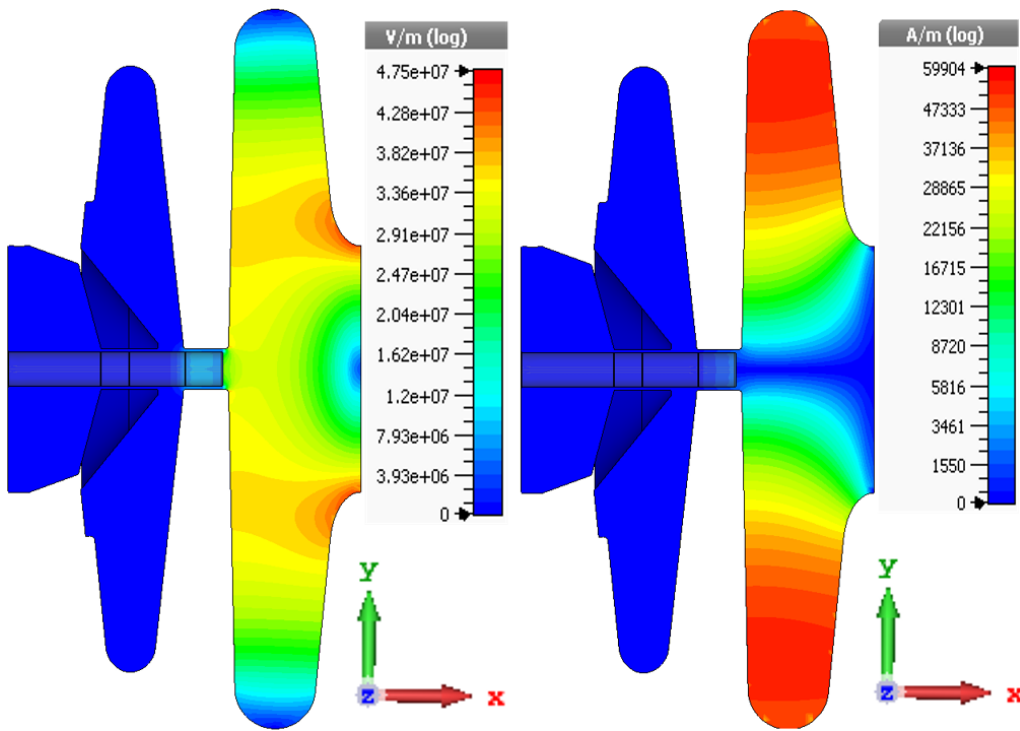 V/m (log)
4.75e+07
4.28e+07
3.82e+07
3.36e+07
2.91e+07
2.47e+07
2.04e+07
1.62e+07
1.2e+07
7.93e+06
3.93e+06
0
y
z
x
A/m (log)
59904
47333
37136
28865
22156
16715
12301
8720
5816
3461
1550
0
y
z
x